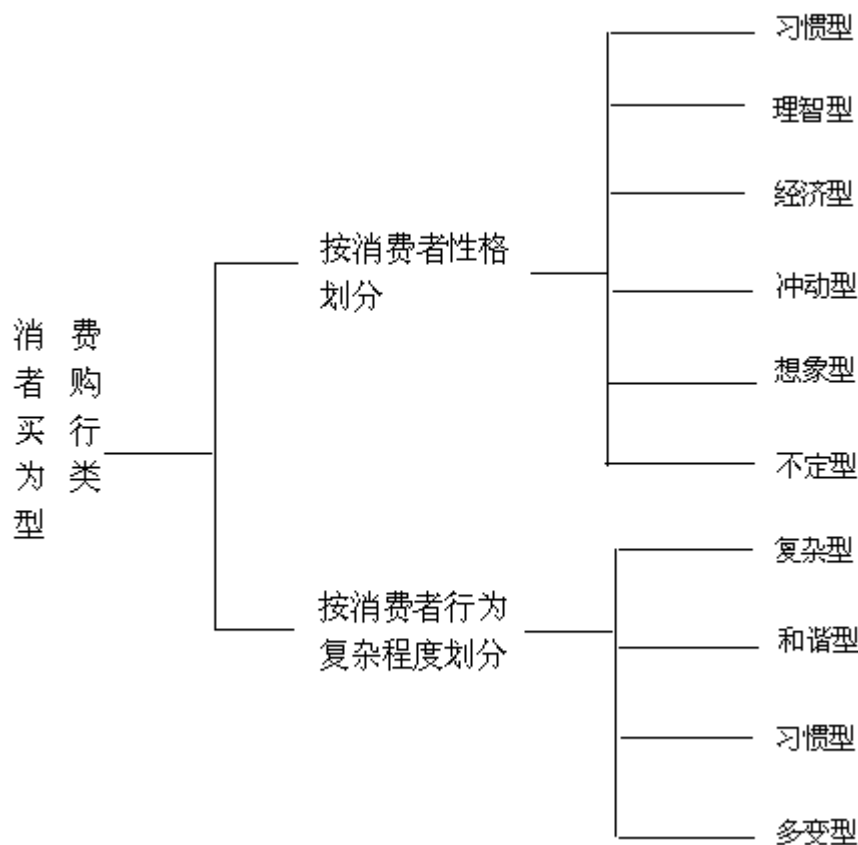 消费
者购
买行
为类
型
按消费者性格
划分
习惯型
理智型
经济型
冲动型
想象型
不定型
按消费者行为
复杂程度划分
复杂型
和谐型
习惯型
多变型